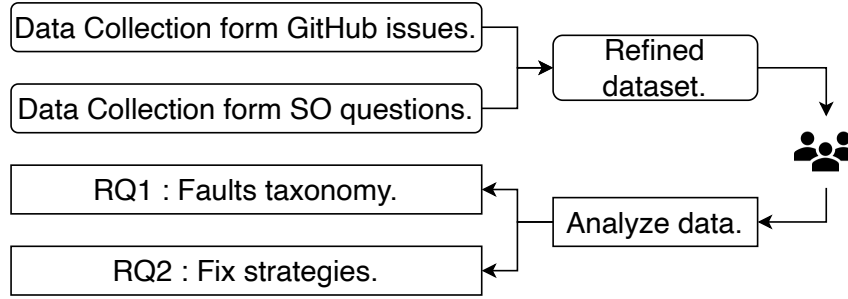 Data Collection form GitHub issues.
Refined
dataset.
Data Collection form SO questions.
RQ1 : Faults taxonomy.
Analyze data.
RQ2 : Fix strategies.